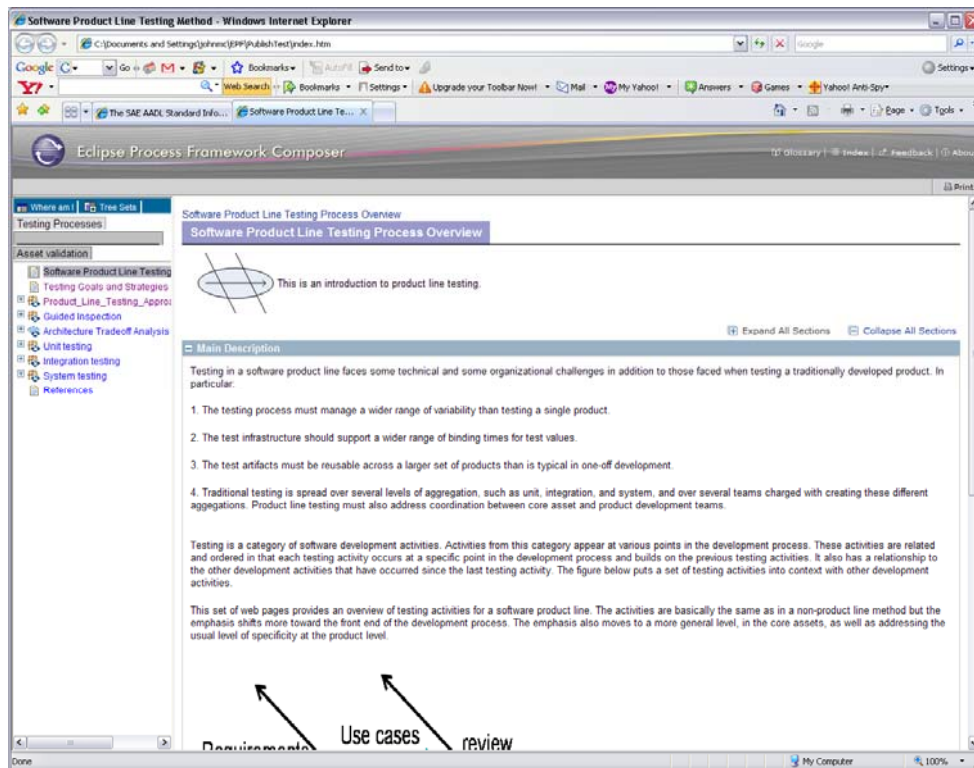 Software Product Line Testing Method - Windows Internet Explorer
C:\Documents and Settings\johnmc\EPF\PublishTest\index.htm
Google
Google
Go
Bookmarks
AutoFill
Send to
Settings
Web Search
Bookmarks
Settings
Upgrade your Toolbar Now!
Mail
My Yahoo!
Answers
Games
Yahoo! Anti-Spy
The SAE AADL Standard Info...
Software Product Line Te...
Page
Tools
Eclipse Process Framework Composer
Glossary | Index | Feedback | Abou
Print
Where am I
Tree Sets
Testing Processes
Asset validation
Software Product Line Testing
Testing Goals and Strategies
Product_Line_Testing_Approa
Guided Inspection
Architecture Tradeoff Analysis
Unit testing
Integration testing
System testing
References
Software Product Line Testing Process Overview
Software Product Line Testing Process Overview
This is an introduction to product line testing.
Expand All Sections
Collapse All Sections
Main Description
Testing in a software product line faces some technical and some organizational challenges in addition to those faced when testing a traditionally developed product. In
particular:
1. The testing process must manage a wider range of variability than testing a single product.
2. The test infrastructure should support a wider range of binding times for test values.
3. The test artifacts must be reusable across a larger set of products than is typical in one-off development.
4. Traditional testing is spread over several levels of aggregation, such as unit, integration, and system, and over several teams charged with creating these different
aggegations. Product line testing must also address coordination between core asset and product development teams.
Testing is a category of software development activities. Activities from this category appear at various points in the development process. These activities are related
and ordered in that each testing activity occurs at a specific point in the development process and builds on the previous testing activities. It also has a relationship to
the other development activities that have occurred since the last testing activity. The figure below puts a set of testing activities into context with other development
activities.
This set of web pages provides an overview of testing activities for a software product line. The activities are basically the same as in a non-product line method but the
emphasis shifts more toward the front end of the development process. The emphasis also moves to a more general level, in the core assets, as well as addressing the
usual level of specificity at the product level.
Requirements
Use cases
review
Done
My Computer
100%